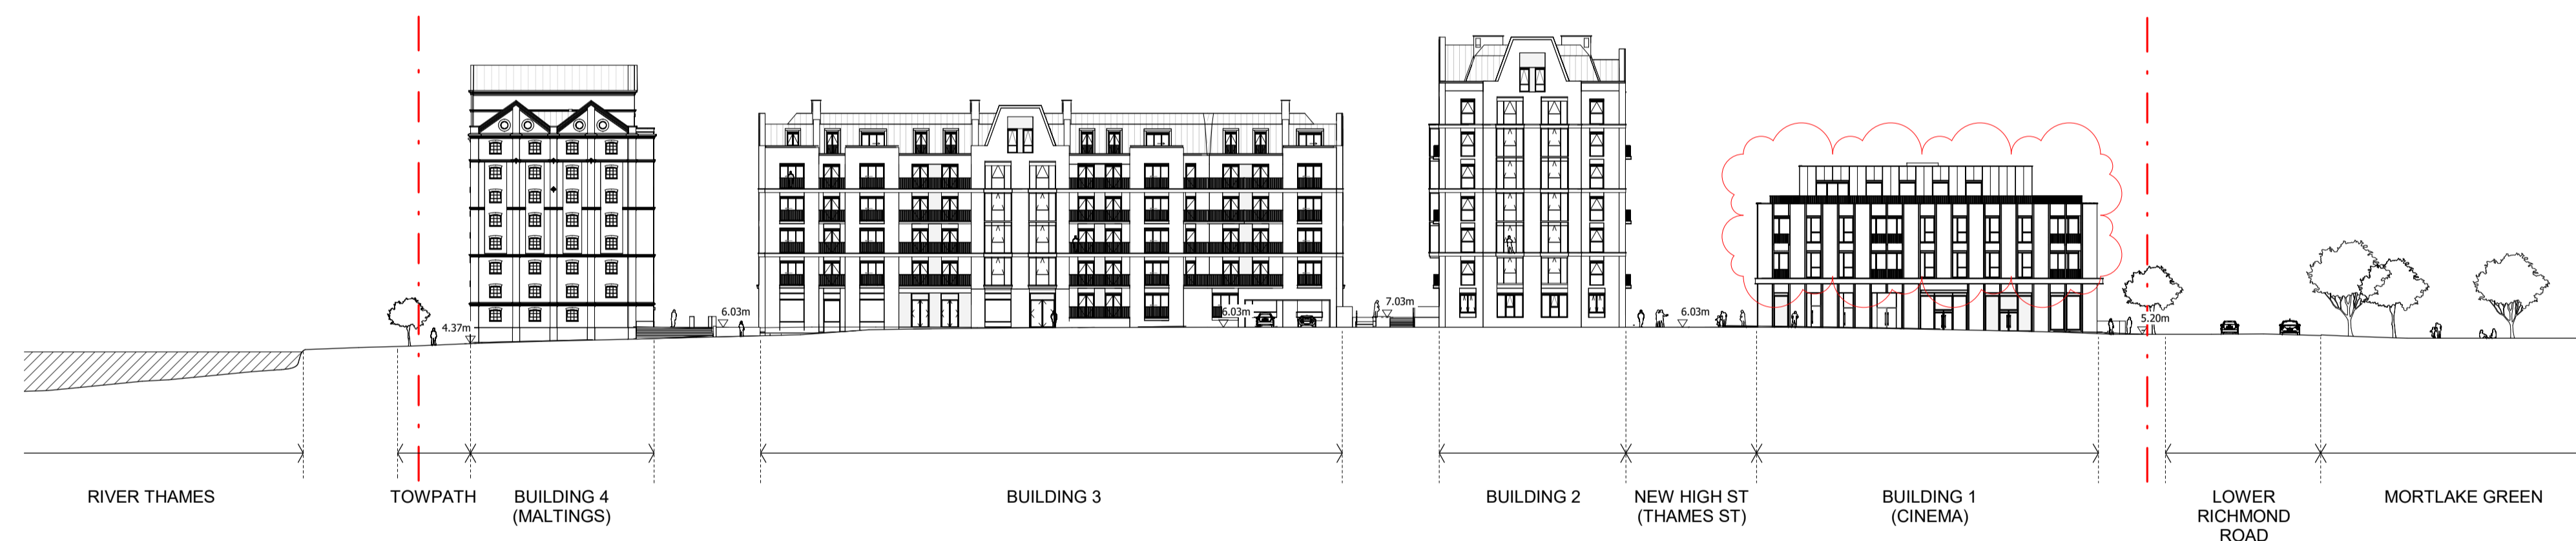 4.37m
6.03m
6.03m
7.03m
6.03m
5.20m
RIVER THAMES
TOWPATH
BUILDING 4
(MALTINGS)
BUILDING 3
BUILDING 2
NEW HIGH ST
(THAMES ST)
BUILDING 1
(CINEMA)
LOWER
RICHMOND
ROAD
MORTLAKE GREEN